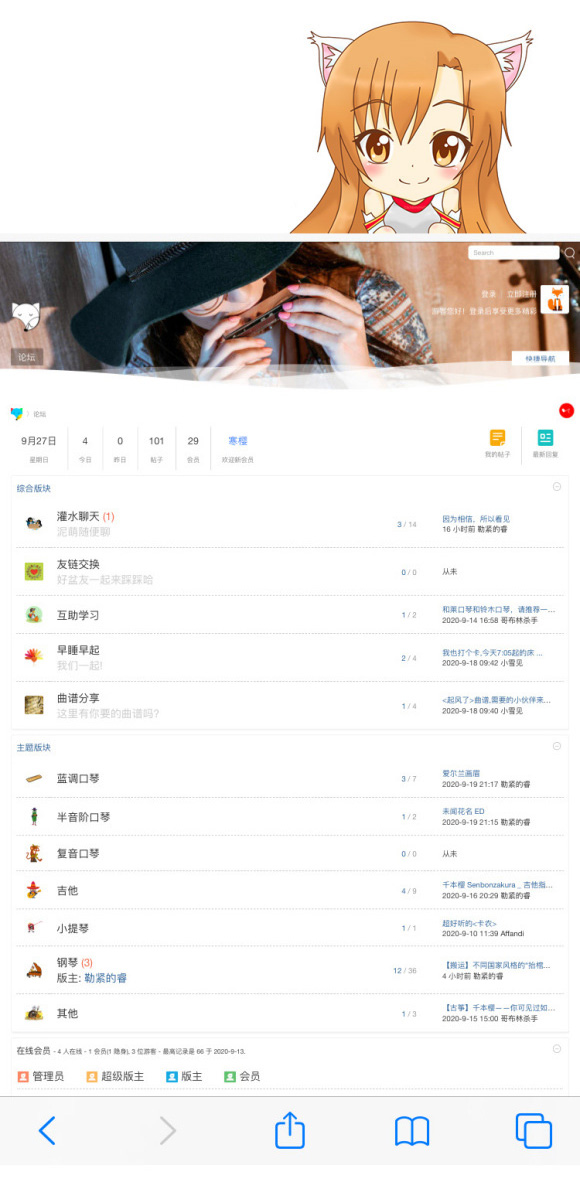 Search
登录 立即注册
游客您好！登录后享受更多精彩
论坛
快捷导航
论坛
9月27日 4 0 101 29 寒樱
星期日 今日 昨日 帖子 会员 欢迎新会员
我的帖子 最新回复
综合版块
灌水聊天 (1)
泥萌随便聊
3 / 14
因为相信，所以看见
16 小时前 勒紧的睿
友链交换
好盆友一起来踩踩哈
0 / 0
从未
互助学习
1 / 2
和莱口琴和铃木口琴，请推荐一...
2020-9-14 16:58 哥布林杀手
早睡早起
我们一起!
2 / 4
我也打个卡,今天7:05起的床 ...
2020-9-18 09:42 小雪见
曲谱分享
这里有你要的曲谱吗?
1 / 4
<起风了>曲谱,需要的小伙伴来...
2020-9-18 09:40 小雪见
主题版块
蓝调口琴
3 / 7
爱尔兰画眉
2020-9-19 21:17 勒紧的睿
半音阶口琴
1 / 2
未闻花名 ED
2020-9-19 21:15 勒紧的睿
复音口琴
0 / 0
从未
吉他
4 / 9
千本樱 Senbonzakura _ 吉他指...
2020-9-16 20:29 勒紧的睿
小提琴
1 / 1
超好听的<卡农>
2020-9-10 11:39 Affandi
钢琴 (3)
版主: 勒紧的睿
12 / 36
【搬运】不同国家风格的“抬棺...
4 小时前 勒紧的睿
其他
1 / 3
【古筝】千本樱——你可见过如...
2020-9-15 15:00 哥布林杀手
在线会员 - 4 人在线 - 1 会员(1 隐身), 3 位游客 - 最高记录是 66 于 2020-9-13.
管理员 超级版主 版主 会员